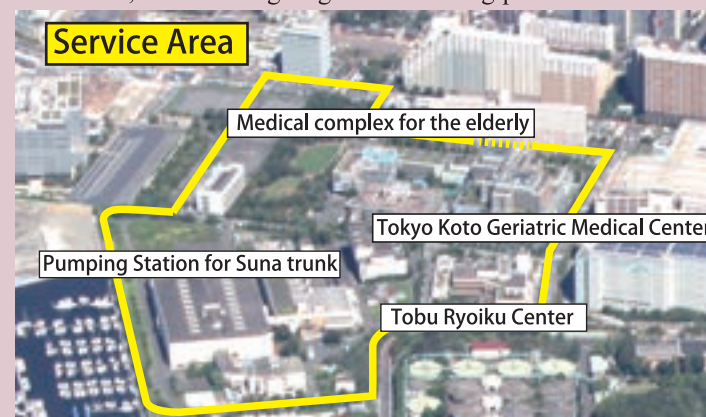 Service Area
Medical complex for the elderly
Tokyo Koto Geriatric Medical Center
Pumping Station for Suna trunk
Tobu Ryoiku Center